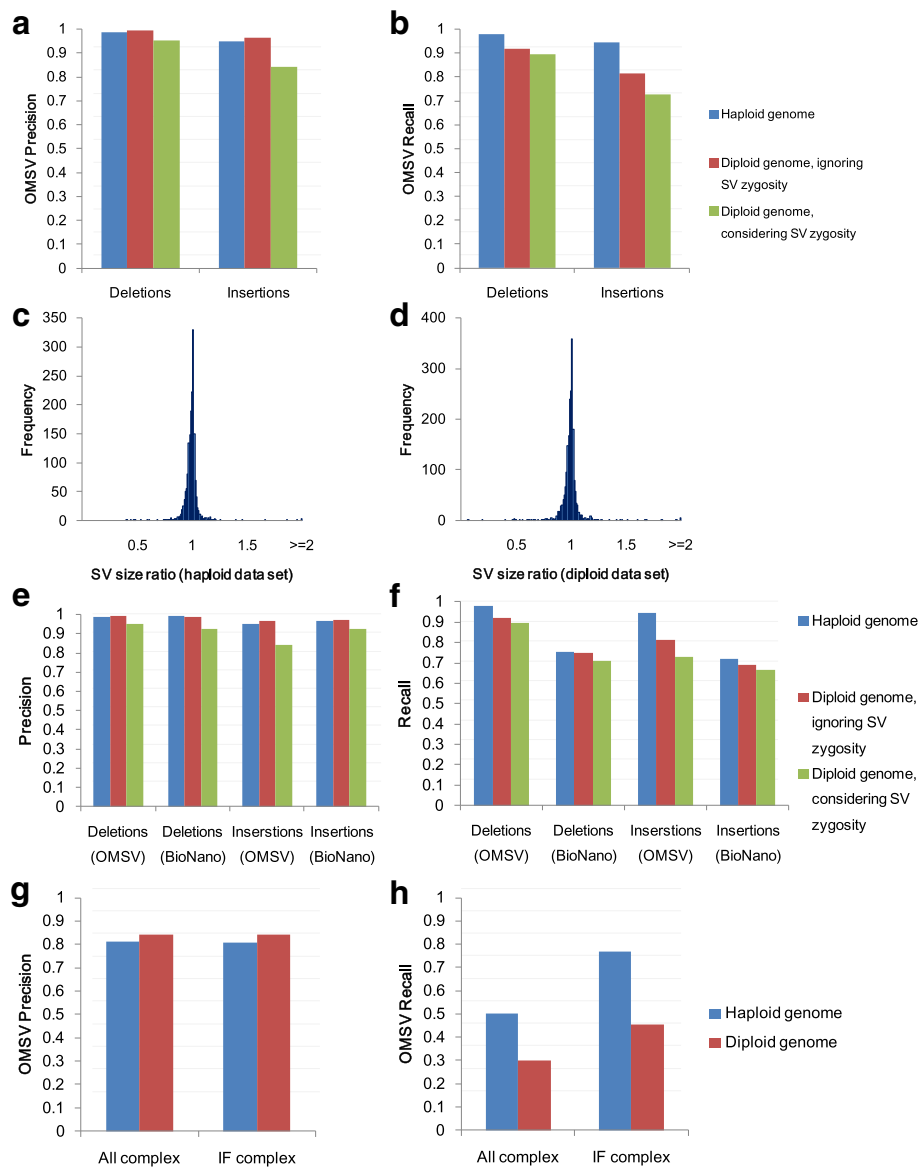 a
OMSV Precision
1
0.9
0.8
0.7
0.6
0.5
0.4
0.3
0.2
0.1
0
Deletions
Insertions
b
OMSV Recall
1
0.9
0.8
0.7
0.6
0.5
0.4
0.3
0.2
0.1
0
Deletions
Insertions
Haploid genome
Diploid genome, ignoring
SV zygosity
Diploid genome,
considering SV zygosity
c
Frequency
350
300
250
200
150
100
50
0
0.5
1
1.5
>=2
SV size ratio (haploid data set)
d
Frequency
400
300
200
100
0
0.5
1
1.5
>=2
SV size ratio (diploid data set)
e
Precision
1
0.9
0.8
0.7
0.6
0.5
0.4
0.3
0.2
0.1
0
Deletions
(OMSV)
Deletions
(BioNano)
Inserstions
(OMSV)
Insertions
(BioNano)
f
Recall
1
0.9
0.8
0.7
0.6
0.5
0.4
0.3
0.2
0.1
0
Deletions
(OMSV)
Deletions
(BioNano)
Inserstions
(OMSV)
Insertions
(BioNano)
Haploid genome
Diploid genome,
ignoring SV
zygosity
Diploid genome,
considering SV
zygosity
g
OMSV Precision
1
0.9
0.8
0.7
0.6
0.5
0.4
0.3
0.2
0.1
0
All complex
IF complex
h
OMSV Recall
1
0.9
0.8
0.7
0.6
0.5
0.4
0.3
0.2
0.1
0
All complex
IF complex
Haploid genome
Diploid genome